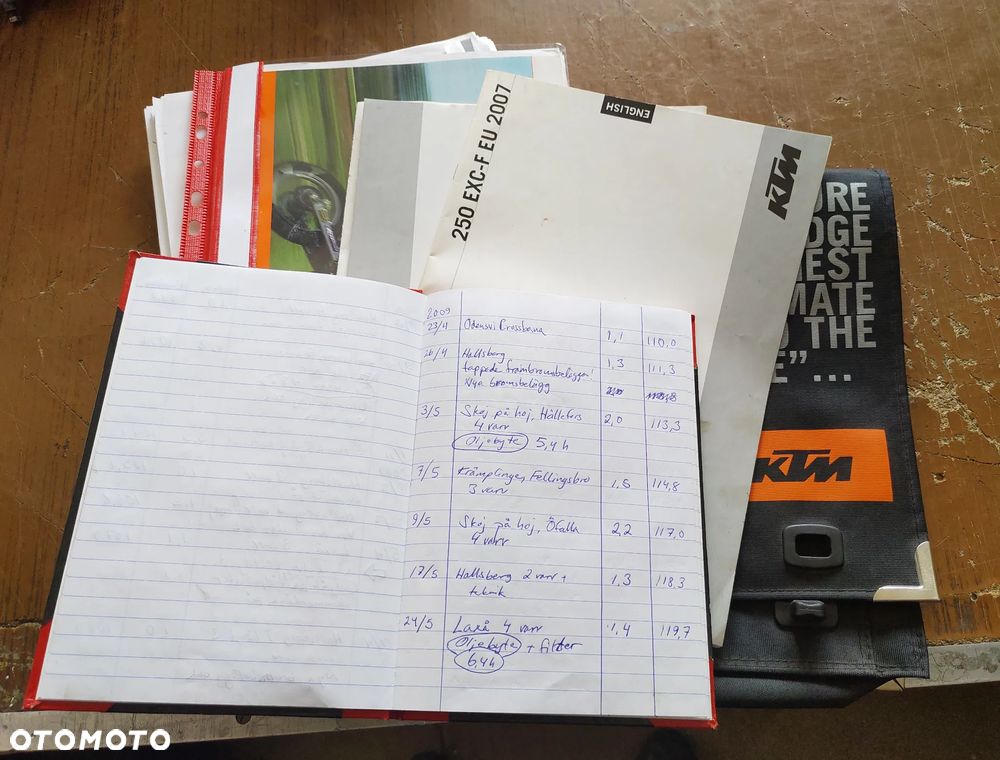 ENGLISH
250 EXC-F EU 2007
KTM
ORE
DGE
HEST
MATE
THE
E" ...
KTM
2009
23/4 Odensvi Crossbana 1,1 110,0
26/4 Hallsberg 1,3 111,3
tappade frambromsbeläggen!
Nya bromsbelägg
3/5 Skoj på hoj, Hällefors 2,0 113,3
4 varv
Oljebyte 5,4 h
7/5 Krämplingen, Fellingsbro 1,5 114,8
3 varv
9/5 Skoj på hoj, Öfalla 2,2 117,0
4 varv
17/5 Hallsberg 2 varv + 1,3 118,3
teknik
24/5 Laxå 4 varv 1,4 119,7
Oljebyte + filter
6,4h
OTOMOTO